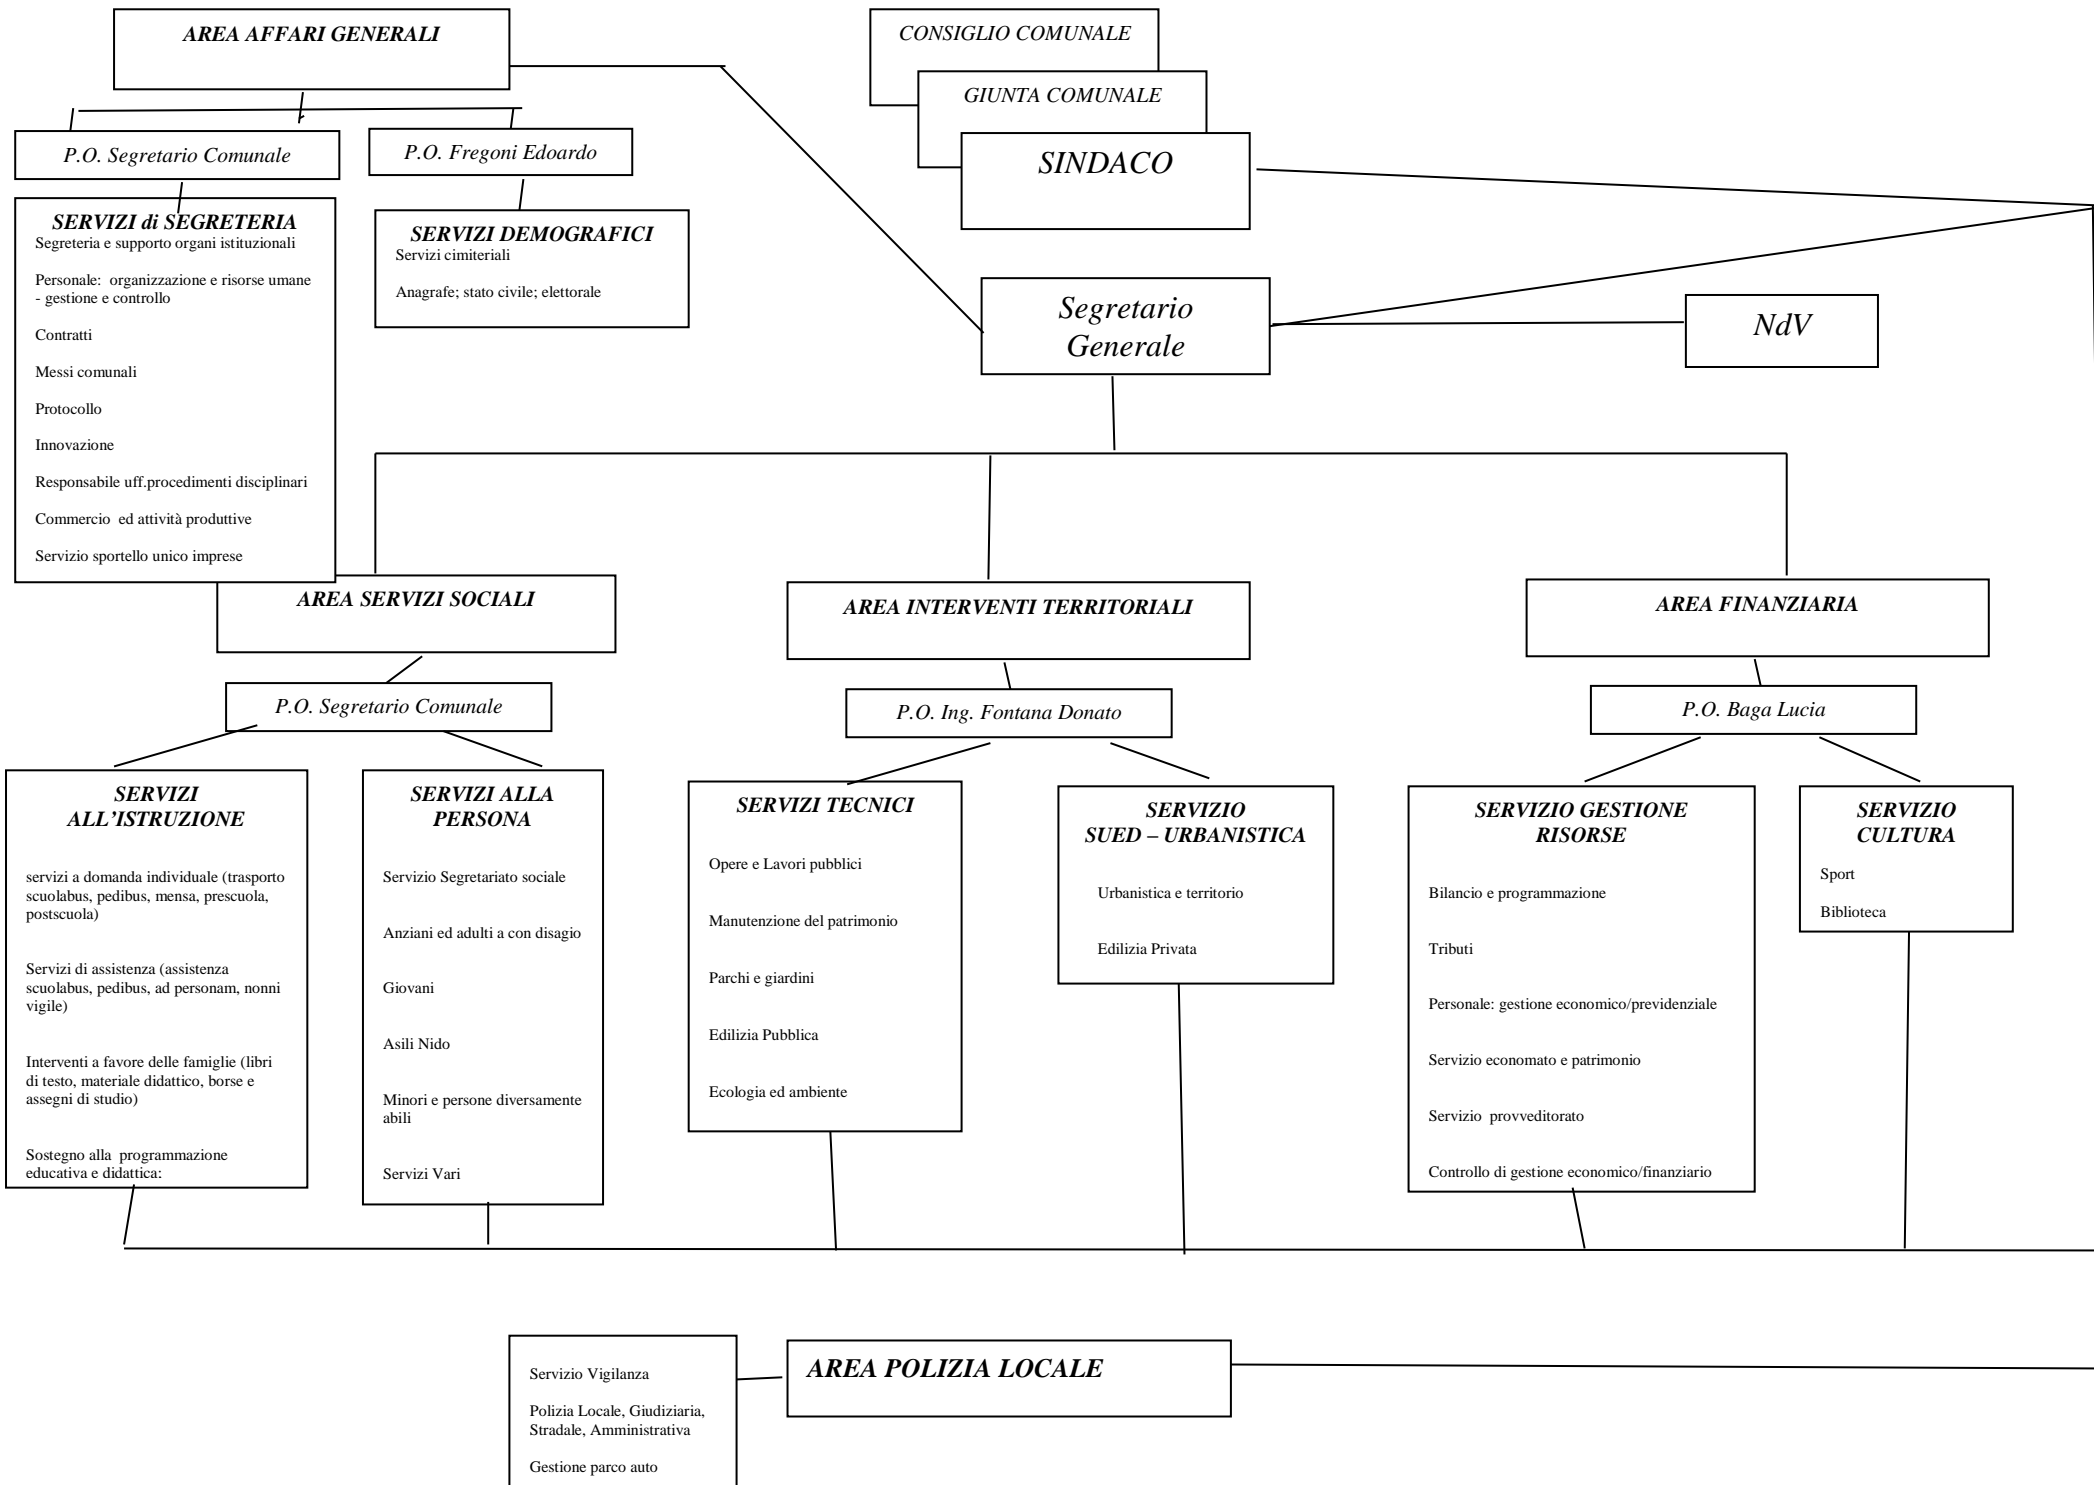 AREA AFFARI GENERALI
CONSIGLIO COMUNALE
GIUNTA COMUNALE
SINDACO
P.O. Segretario Comunale
P.O. Fregoni Edoardo
SERVIZI di SEGRETERIA
Segreteria e supporto organi istituzionali
Personale: organizzazione e risorse umane
- gestione e controllo
Contratti
Messi comunali
Protocollo
Innovazione
Responsabile uff.procedimenti disciplinari
Commercio ed attività produttive
Servizio sportello unico imprese
SERVIZI DEMOGRAFICI
Servizi cimiteriali
Anagrafe; stato civile; elettorale
Segretario
Generale
NdV
AREA SERVIZI SOCIALI
AREA INTERVENTI TERRITORIALI
AREA FINANZIARIA
P.O. Segretario Comunale
P.O. Ing. Fontana Donato
P.O. Baga Lucia
SERVIZI
ALL'ISTRUZIONE
servizi a domanda individuale (trasporto
scuolabus, pedibus, mensa, prescuola,
postscuola)
Servizi di assistenza (assistenza
scuolabus, pedibus, ad personam, nonni
vigile)
Interventi a favore delle famiglie (libri
di testo, materiale didattico, borse e
assegni di studio)
Sostegno alla programmazione
educativa e didattica:
SERVIZI ALLA
PERSONA
Servizio Segretariato sociale
Anziani ed adulti a con disagio
Giovani
Asili Nido
Minori e persone diversamente
abili
Servizi Vari
SERVIZI TECNICI
Opere e Lavori pubblici
Manutenzione del patrimonio
Parchi e giardini
Edilizia Pubblica
Ecologia ed ambiente
SERVIZIO
SUED – URBANISTICA
Urbanistica e territorio
Edilizia Privata
SERVIZIO GESTIONE
RISORSE
Bilancio e programmazione
Tributi
Personale: gestione economico/previdenziale
Servizio economato e patrimonio
Servizio provveditorato
Controllo di gestione economico/finanziario
SERVIZIO
CULTURA
Sport
Biblioteca
Servizio Vigilanza
Polizia Locale, Giudiziaria,
Stradale, Amministrativa
Gestione parco auto
AREA POLIZIA LOCALE